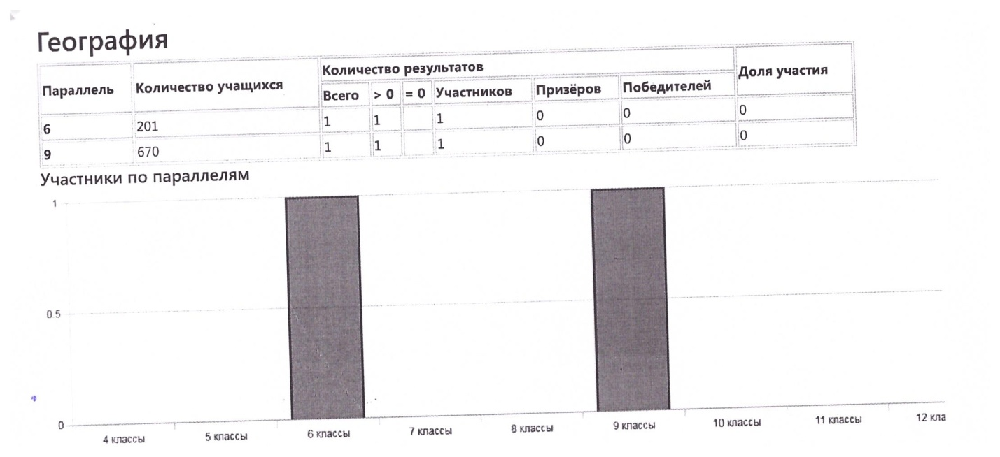 География
Параллель Количество учащихся Количество результатов Доля участия
Всего > 0 = 0 Участников Призёров Победителей
6 201 1 1 1 0 0 0
9 670 1 1 1 0 0 0
Участники по параллелям
1
0.5
0
4 классы 5 классы 6 классы 7 классы 8 классы 9 классы 10 классы 11 классы 12 кла